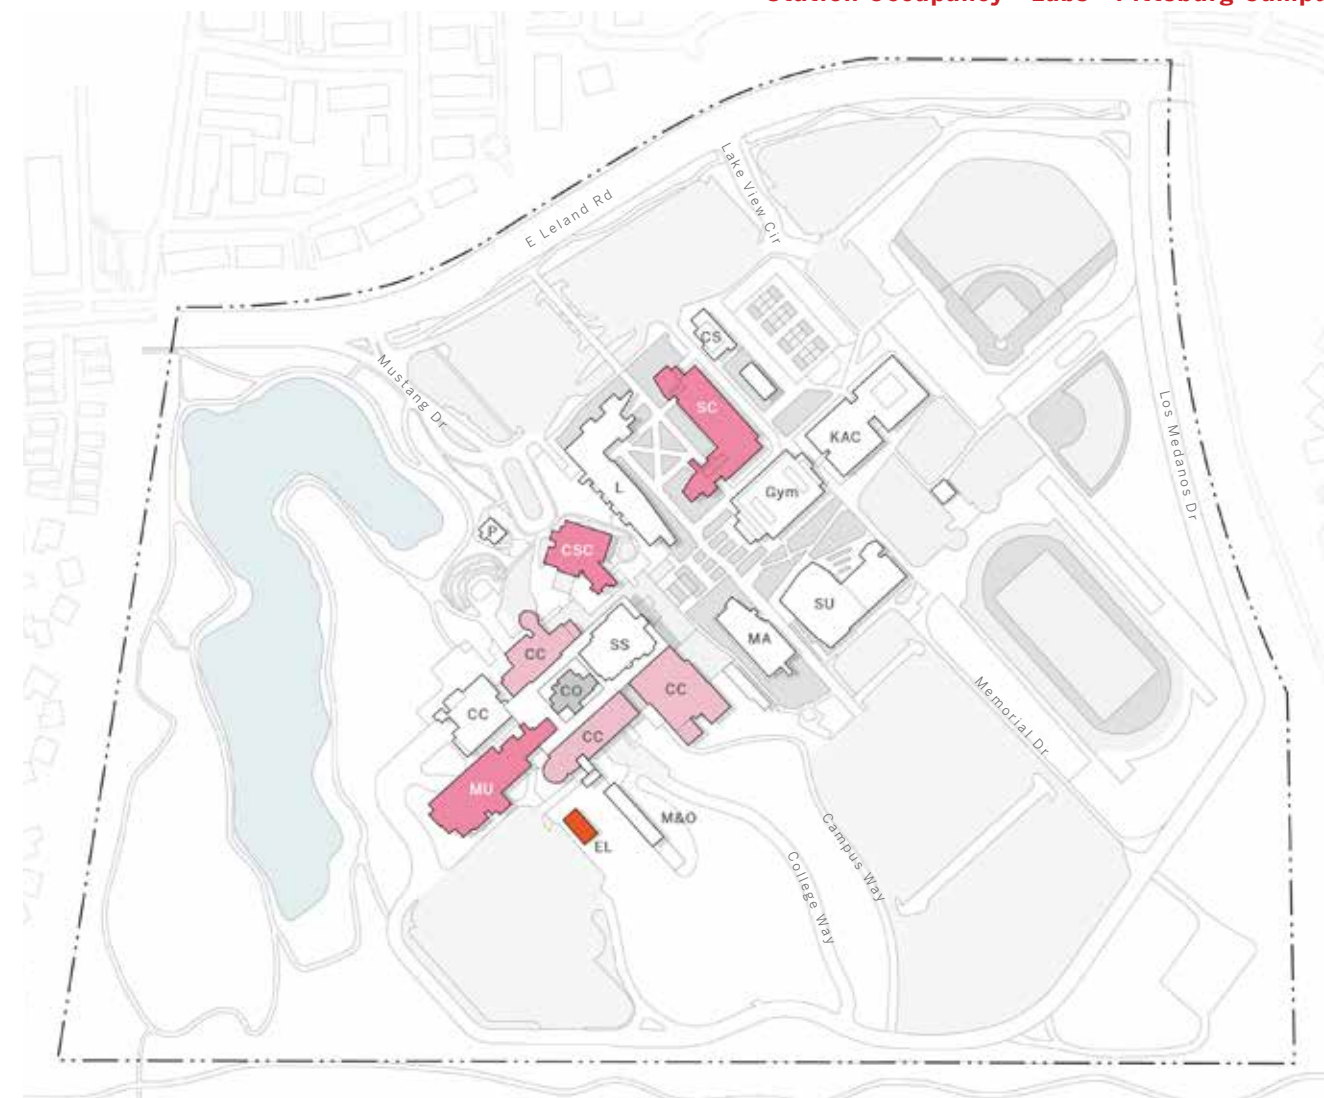 Station Occupancy - Labs - Pittsburg
Lake View Cir
E Leland Rd
CS
Mustang Dr
SC
Los Medanos Dr
KAC
L
Gym
P
CSC
SU
SS
MA
CC
CO
CC
CC
Memorial Dr
CC
MU
M&O
EL
Campus Way
College Way